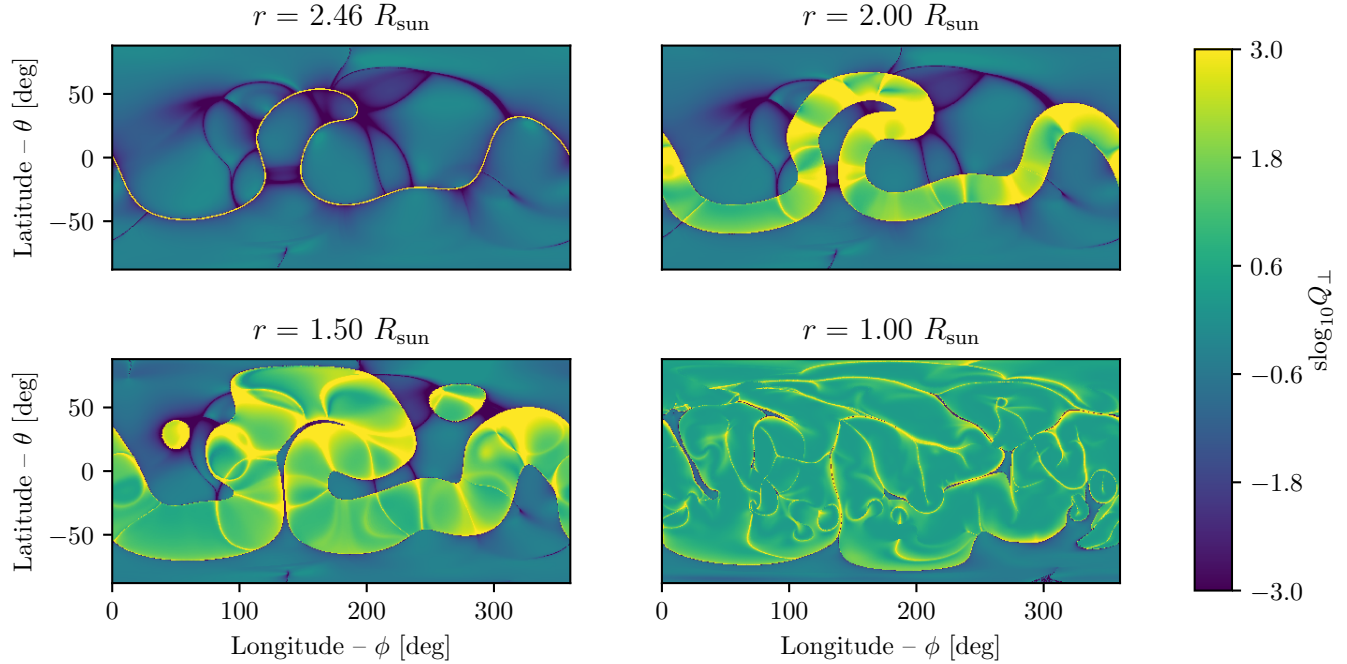 r = 2.46 R_sun
r = 2.00 R_sun
Latitude – θ [deg]
50
0
−50
3.0
1.8
0.6
−0.6
−1.8
−3.0
slog₁₀Q⊥
r = 1.50 R_sun
r = 1.00 R_sun
Latitude – θ [deg]
50
0
−50
0
100
200
300
0
100
200
300
Longitude – ϕ [deg]
Longitude – ϕ [deg]